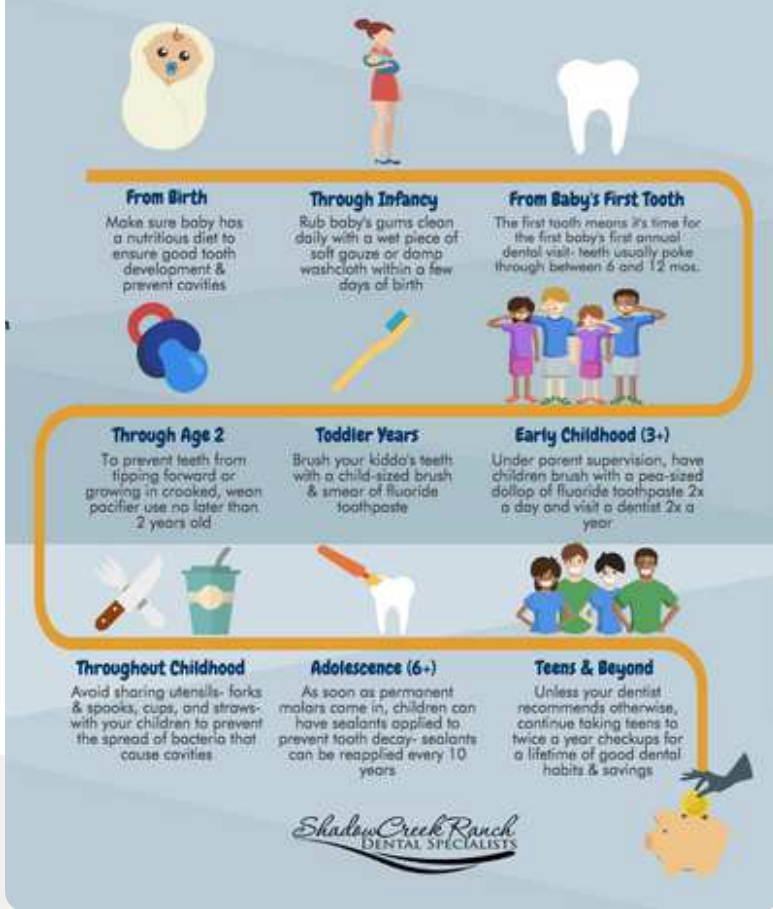 From Birth
Make sure baby has
a nutritious diet to
ensure good tooth
development &
prevent cavities
Through Infancy
Rub baby's gums clean
daily with a wet piece of
soft gauze or damp
washcloth within a few
days of birth
From Baby's First Tooth
The first tooth means it's time for
the first baby's first annual
dental visit- teeth usually poke
through between 6 and 12 mos.
Through Age 2
To prevent teeth from
tipping forward or
growing in crooked, wean
pacifier use no later than
2 years old
Toddler Years
Brush your kiddo's teeth
with a child-sized brush
& smear of fluoride
toothpaste
Early Childhood (3+)
Under parent supervision, have
children brush with a pea-sized
dollop of fluoride toothpaste 2x
a day and visit a dentist 2x a
year
Throughout Childhood
Avoid sharing utensils- forks
& spooks, cups, and straws-
with your children to prevent
the spread of bacteria that
cause cavities
Adolescence (6+)
As soon as permanent
molars come in, children can
have sealants applied to
prevent tooth decay- sealants
can be reapplied every 10
years
Teens & Beyond
Unless your dentist
recommends otherwise,
continue taking teens to
twice a year checkups for
a lifetime of good dental
habits & savings
ShadowCreek Ranch
DENTAL SPECIALISTS